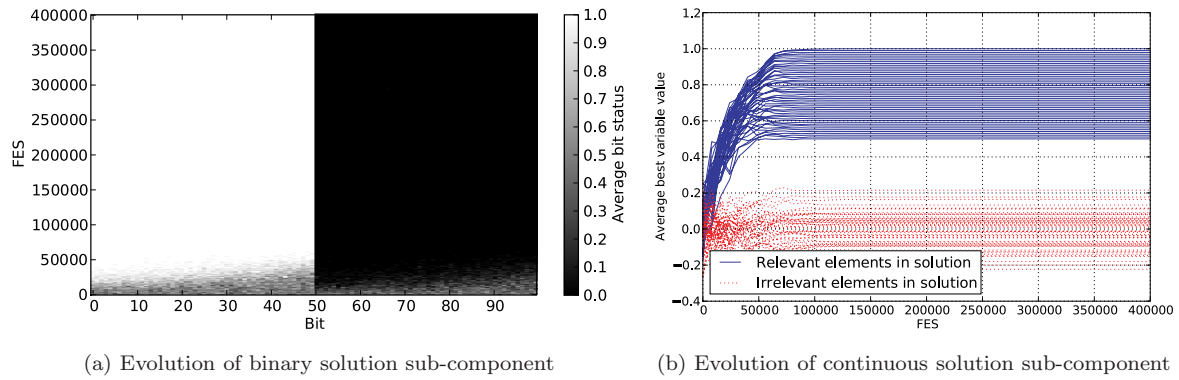 400000
350000
300000
250000
200000
150000
100000
50000
0
FES
0 10 20 30 40 50 60 70 80 90
Bit
1.0
0.9
0.8
0.7
0.6
0.5
0.4
0.3
0.2
0.1
0.0
Average bit status
(a) Evolution of binary solution sub-component
1.2
1.0
0.8
0.6
0.4
0.2
0.0
−0.2
−0.4
Average best variable value
Relevant elements in solution
Irrelevant elements in solution
0 50000 100000 150000 200000 250000 300000 350000 400000
FES
(b) Evolution of continuous solution sub-component